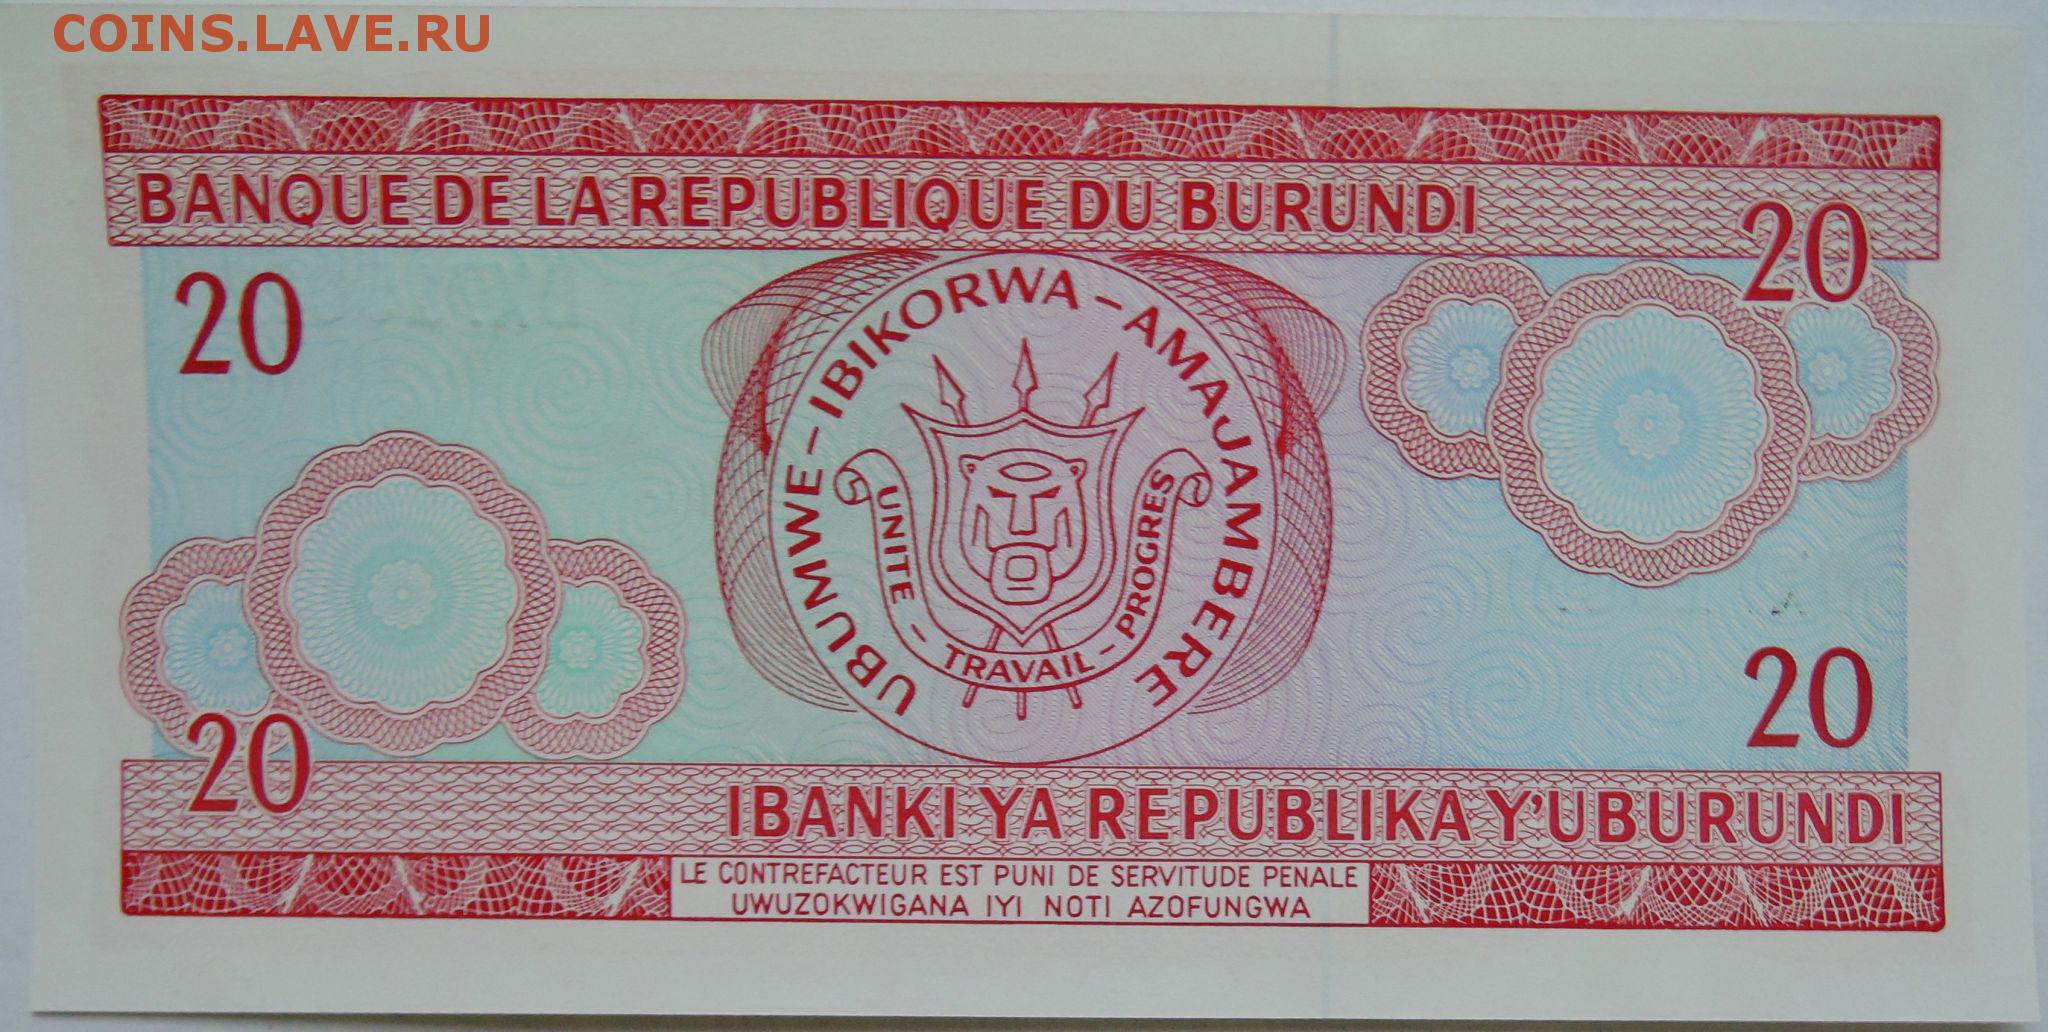 COINS.LAVE.RU
BANQUE DE LA REPUBLIQUE DU BURUNDI
20
20
UBUMWE – IBIKORWA – AMAJAMBERE
UNITE - TRAVAIL - PROGRES
20
20
IBANKI YA REPUBLIKA Y'UBURUNDI
LE CONTREFACTEUR EST PUNI DE SERVITUDE PENALE
UWUZOKWIGANA IYI NOTI AZOFUNGWA